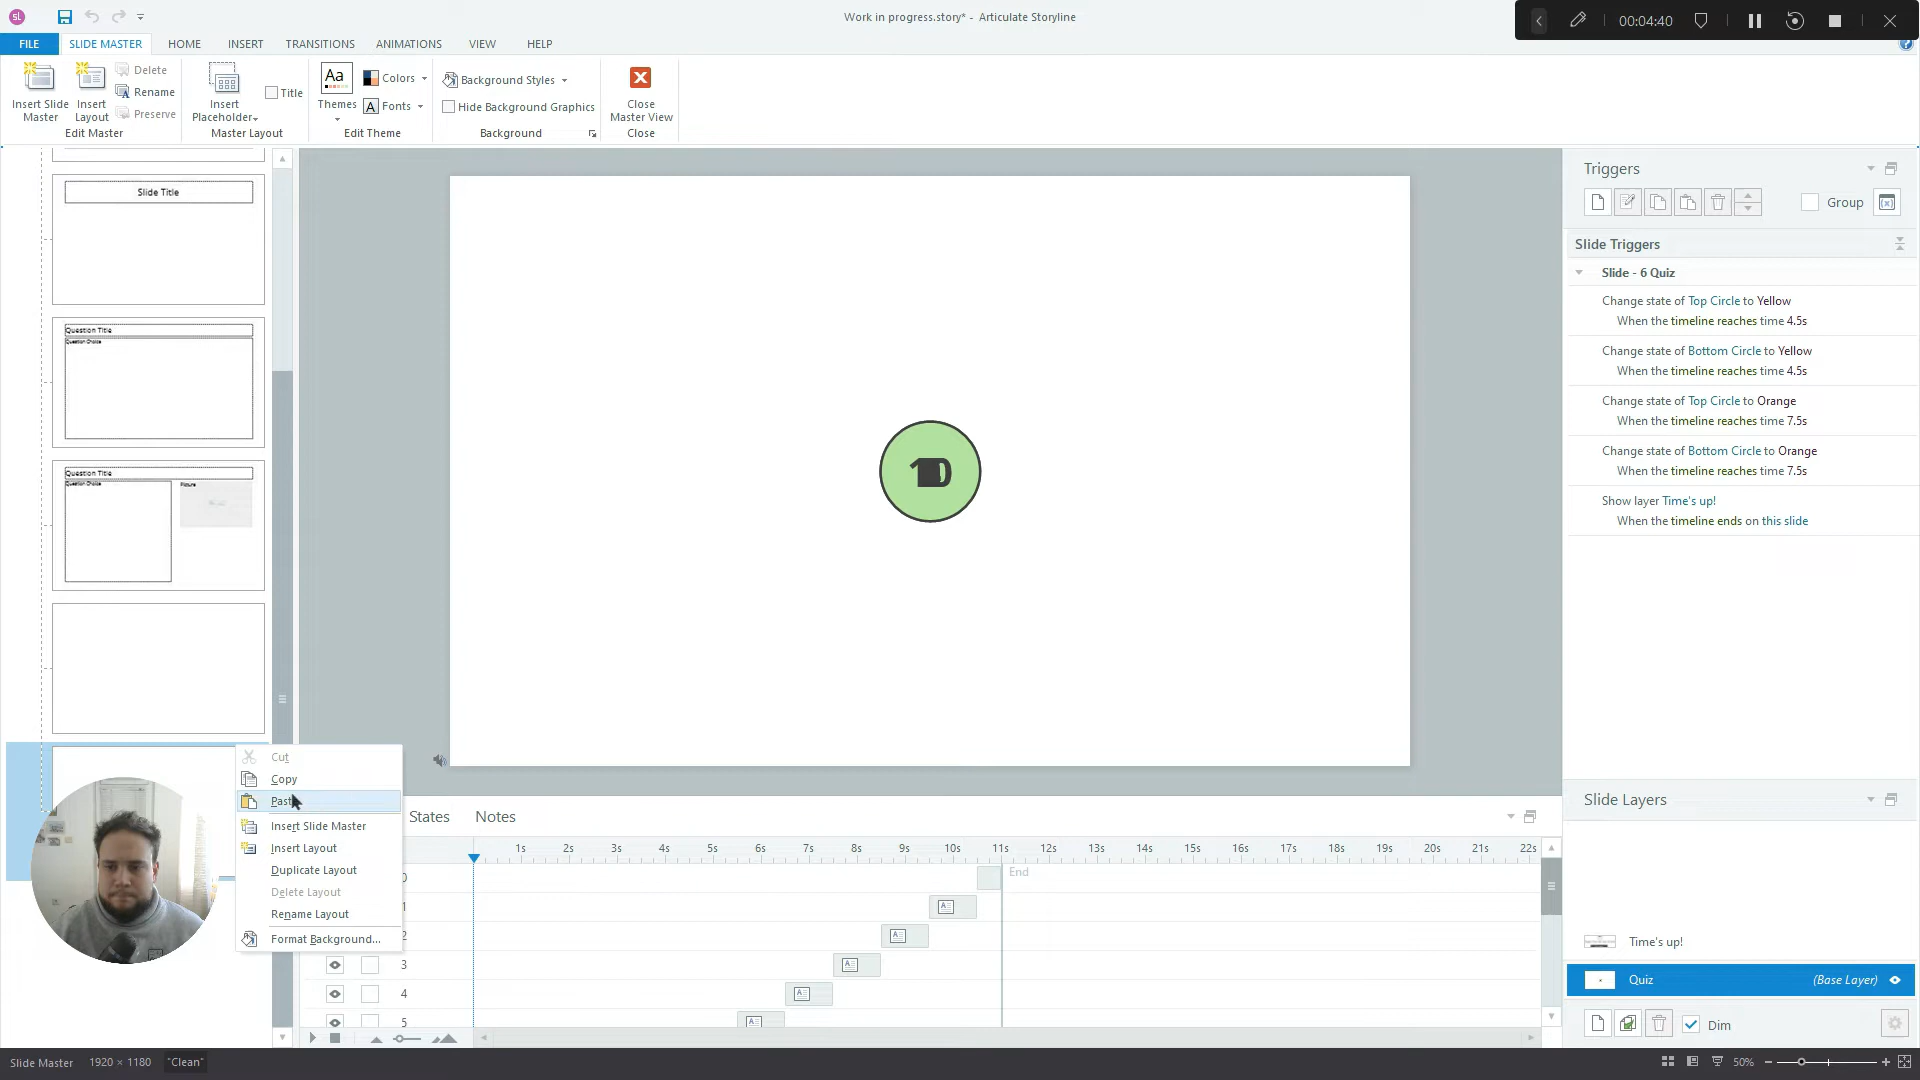 Work in progress.story* - Articulate Storyline
00:04:40
FILE
SLIDE MASTER
HOME
INSERT
TRANSITIONS
ANIMATIONS
VIEW
HELP
Insert Slide Master
Insert Layout
Delete
Rename
Preserve
Edit Master
Insert Placeholder
Title
Master Layout
Aa
Themes
Colors
Fonts
Edit Theme
Background Styles
Hide Background Graphics
Background
Close Master View
Close
Slide Title
Question Title
Question Choice
Question Title
Question Choice
Picture
Cut
Copy
Paste
Insert Slide Master
Insert Layout
Duplicate Layout
Delete Layout
Rename Layout
Format Background...
States
Notes
1s 2s 3s 4s 5s 6s 7s 8s 9s 10s 11s 12s 13s 14s 15s 16s 17s 18s 19s 20s 21s 22s
End
3
4
5
Triggers
Group
Slide Triggers
Slide - 6 Quiz
Change state of Top Circle to Yellow
When the timeline reaches time 4.5s
Change state of Bottom Circle to Yellow
When the timeline reaches time 4.5s
Change state of Top Circle to Orange
When the timeline reaches time 7.5s
Change state of Bottom Circle to Orange
When the timeline reaches time 7.5s
Show layer Time's up!
When the timeline ends on this slide
Slide Layers
Time's up!
Quiz
(Base Layer)
Dim
Slide Master
1920 × 1180
"Clean"
50%